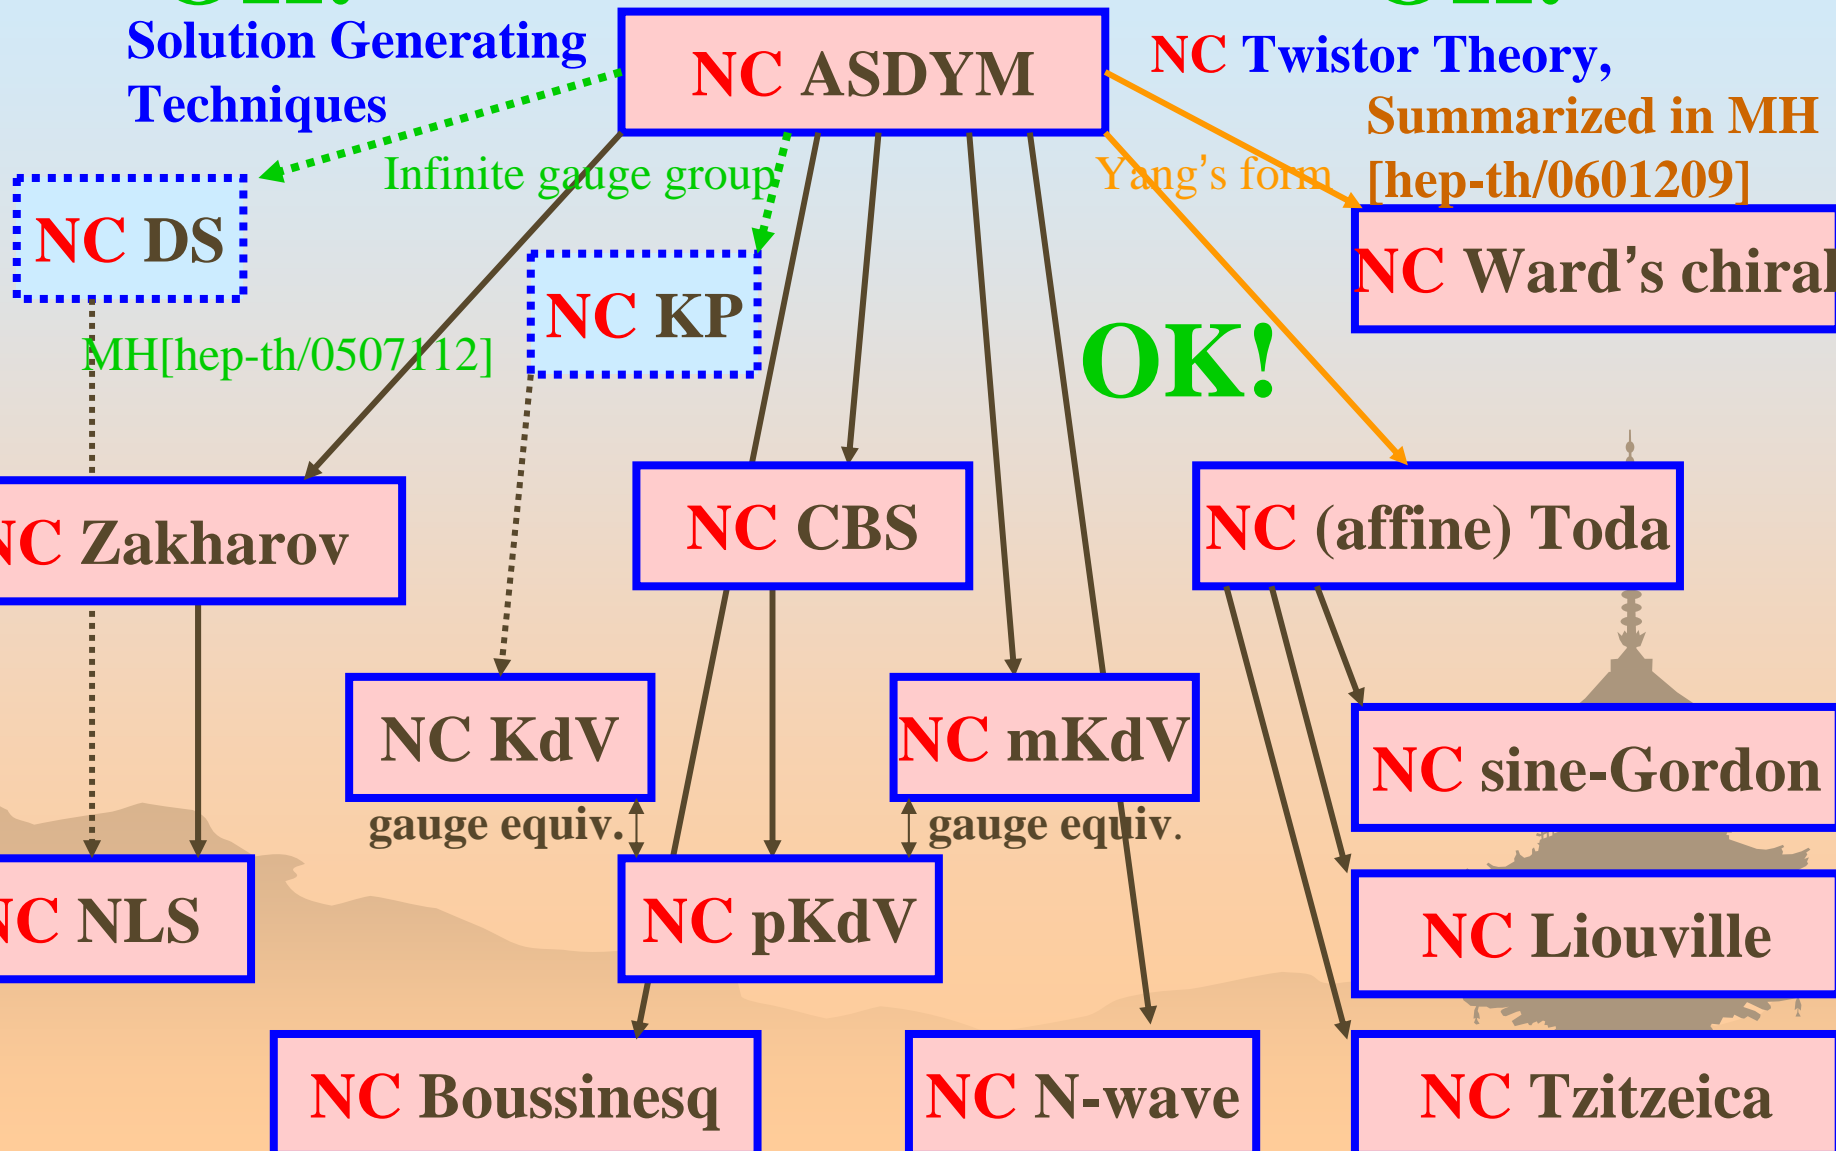 OK!
OK!
Solution Generating
Techniques
NC ASDYM
NC Twistor Theory,
Summarized in MH
[hep-th/0601209]
Infinite gauge group
Yang's form
NC DS
NC KP
NC Ward's chiral
MH[hep-th/0507112]
OK!
NC Zakharov
NC CBS
NC (affine) Toda
NC KdV
NC mKdV
NC sine-Gordon
gauge equiv.
gauge equiv.
NC NLS
NC pKdV
NC Liouville
NC Boussinesq
NC N-wave
NC Tzitzeica